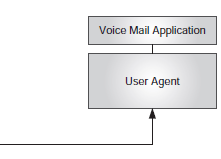 Voice Mail Application
User Agent